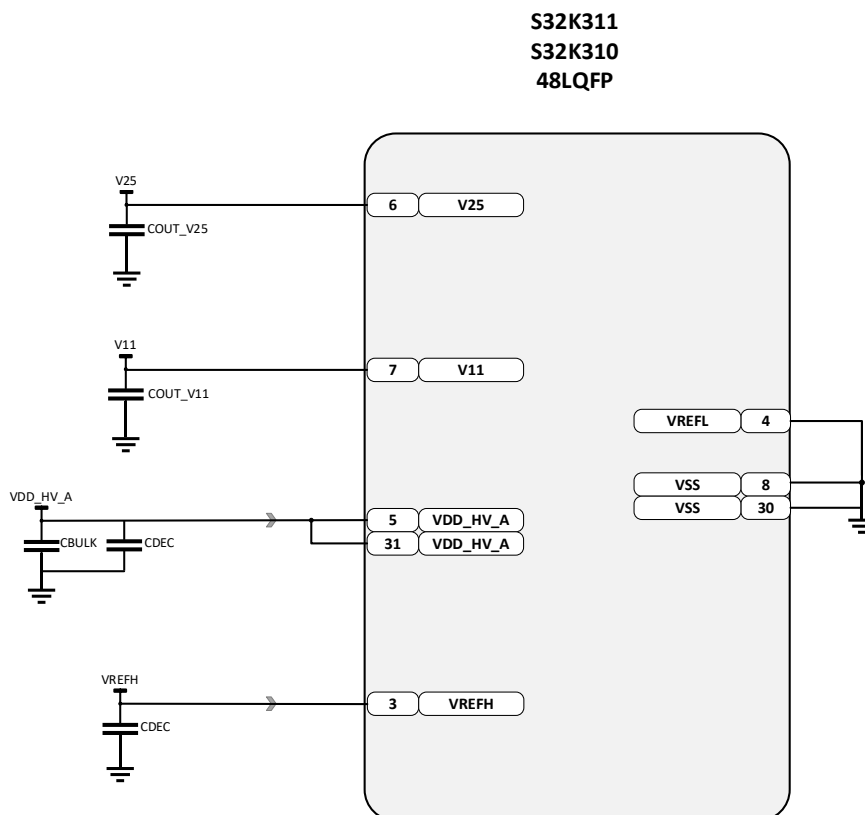 S32K311
S32K310
48LQFP
V25
COUT_V25
6 V25
V11
COUT_V11
7 V11
VREFL 4
VSS 8
VSS 30
VDD_HV_A
CBULK CDEC
5 VDD_HV_A
31 VDD_HV_A
VREFH
CDEC
3 VREFH